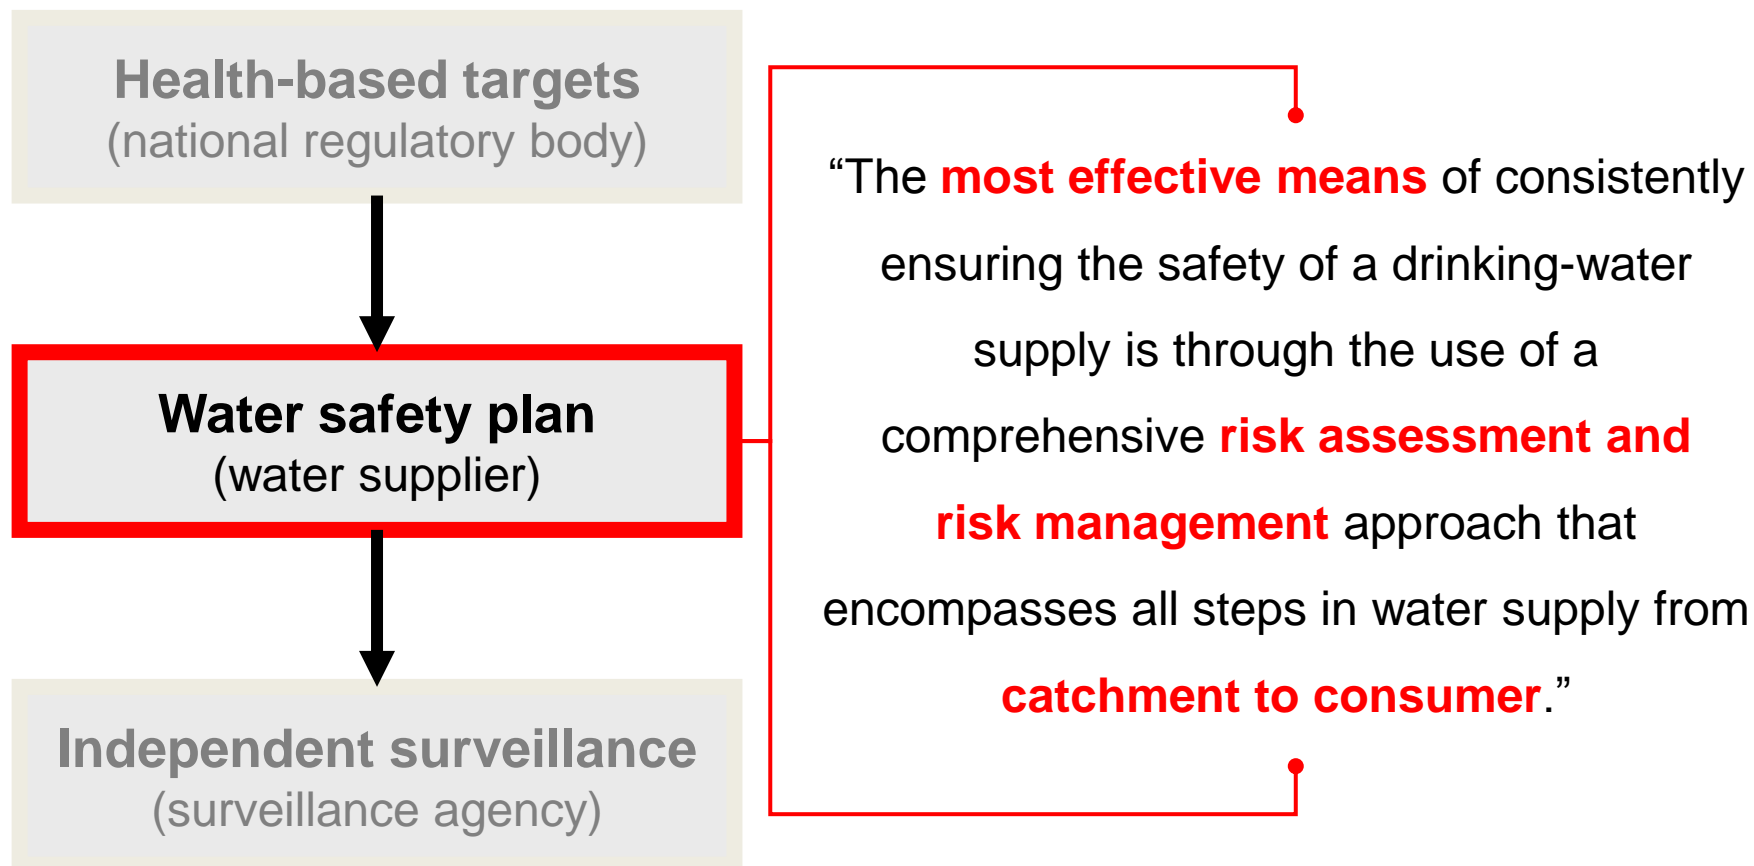 Health-based targets
(national regulatory body)
Water safety plan
(water supplier)
Independent surveillance
(surveillance agency)
“The most effective means of consistently
ensuring the safety of a drinking-water
supply is through the use of a
comprehensive risk assessment and
risk management approach that
encompasses all steps in water supply from
catchment to consumer.”